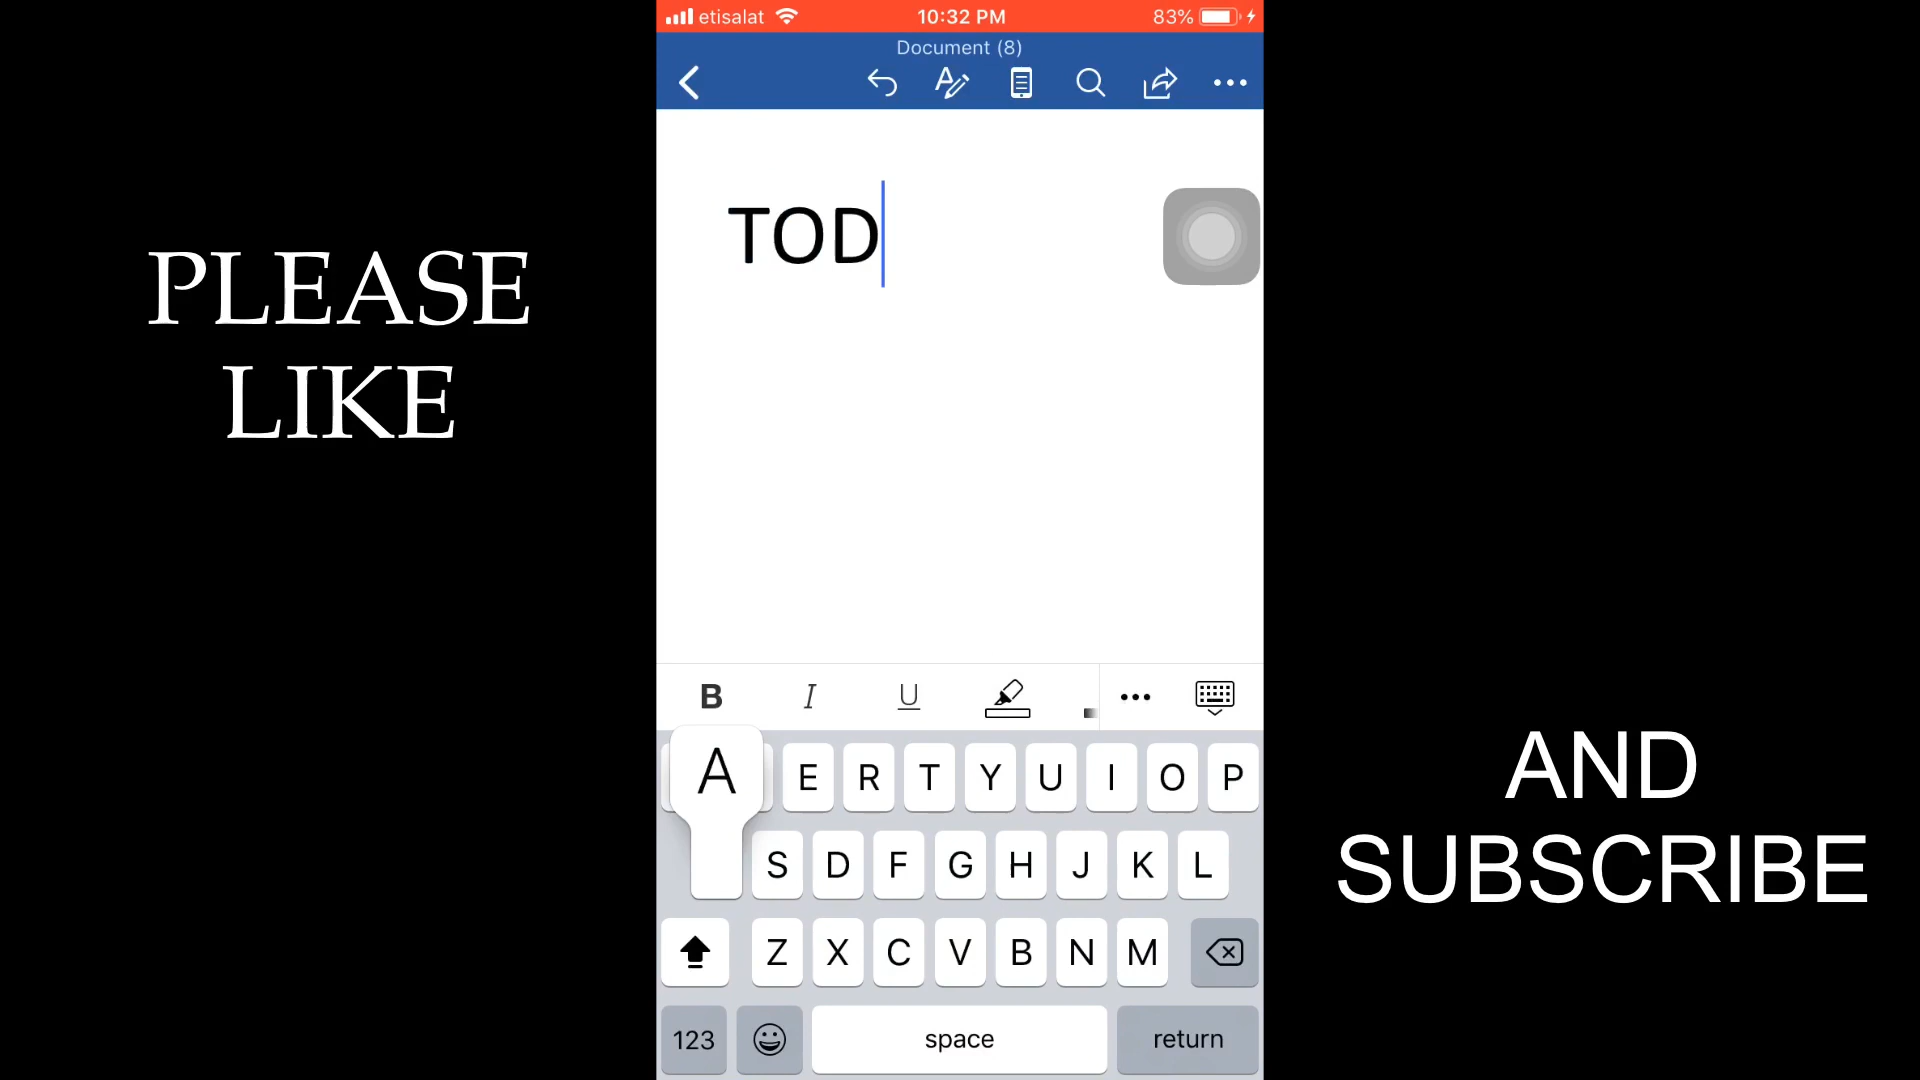 etisalat 10:32 PM 83%
Document (8)
PLEASE
LIKE
TOD
B I U
A E R T Y U I O P
S D F G H J K L
Z X C V B N M
123 space return
AND
SUBSCRIBE